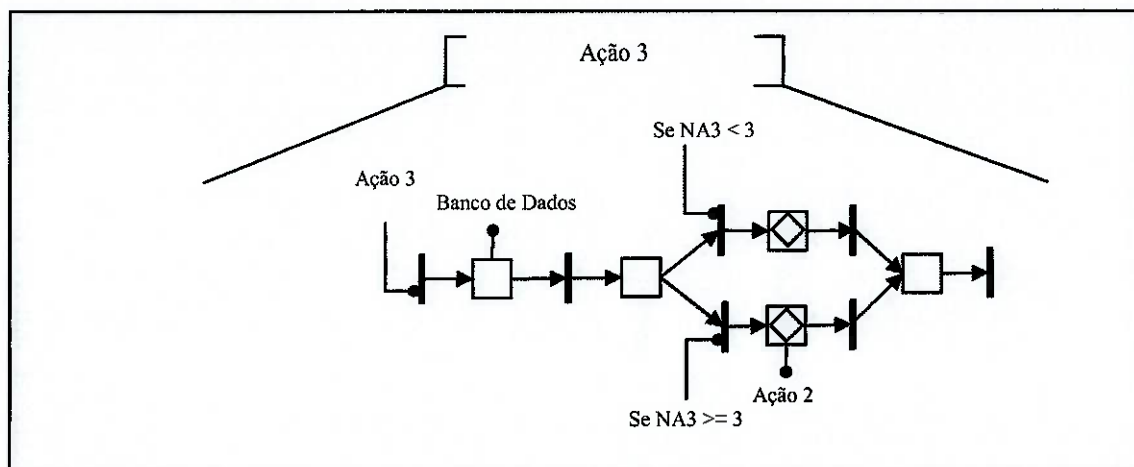 Ação 3
Se NA3 < 3
Ação 3
Banco de Dados
Ação 2
Se NA3 >= 3